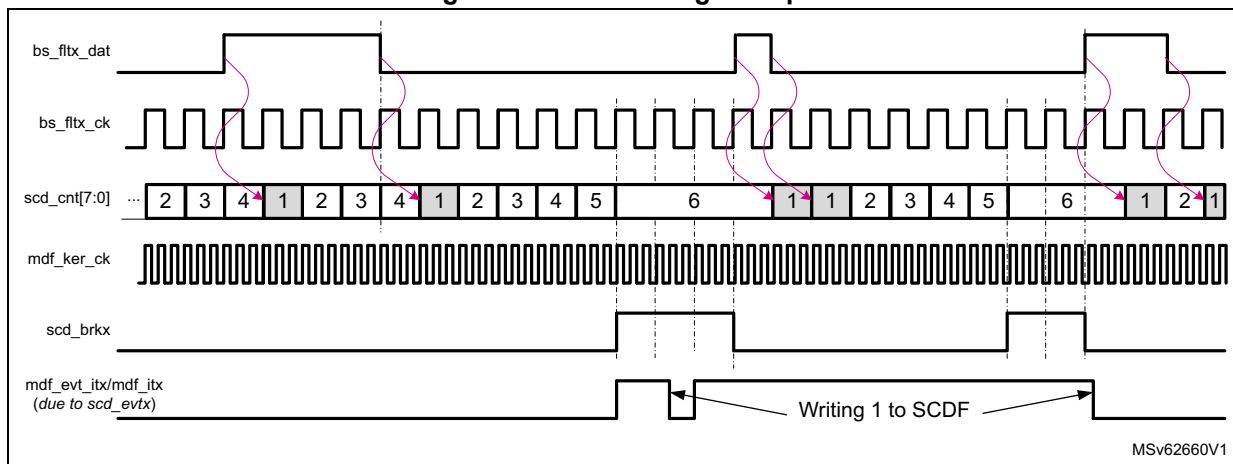 bs_fltx_dat
bs_fltx_ck
scd_cnt[7:0] ... 2 3 4 1 2 3 4 1 2 3 4 5 6 1 1 2 3 4 5 6 1 2 1
mdf_ker_ck
scd_brkx
mdf_evt_itx/mdf_itx
(due to scd_evtx)
Writing 1 to SCDF
MSv62660V1